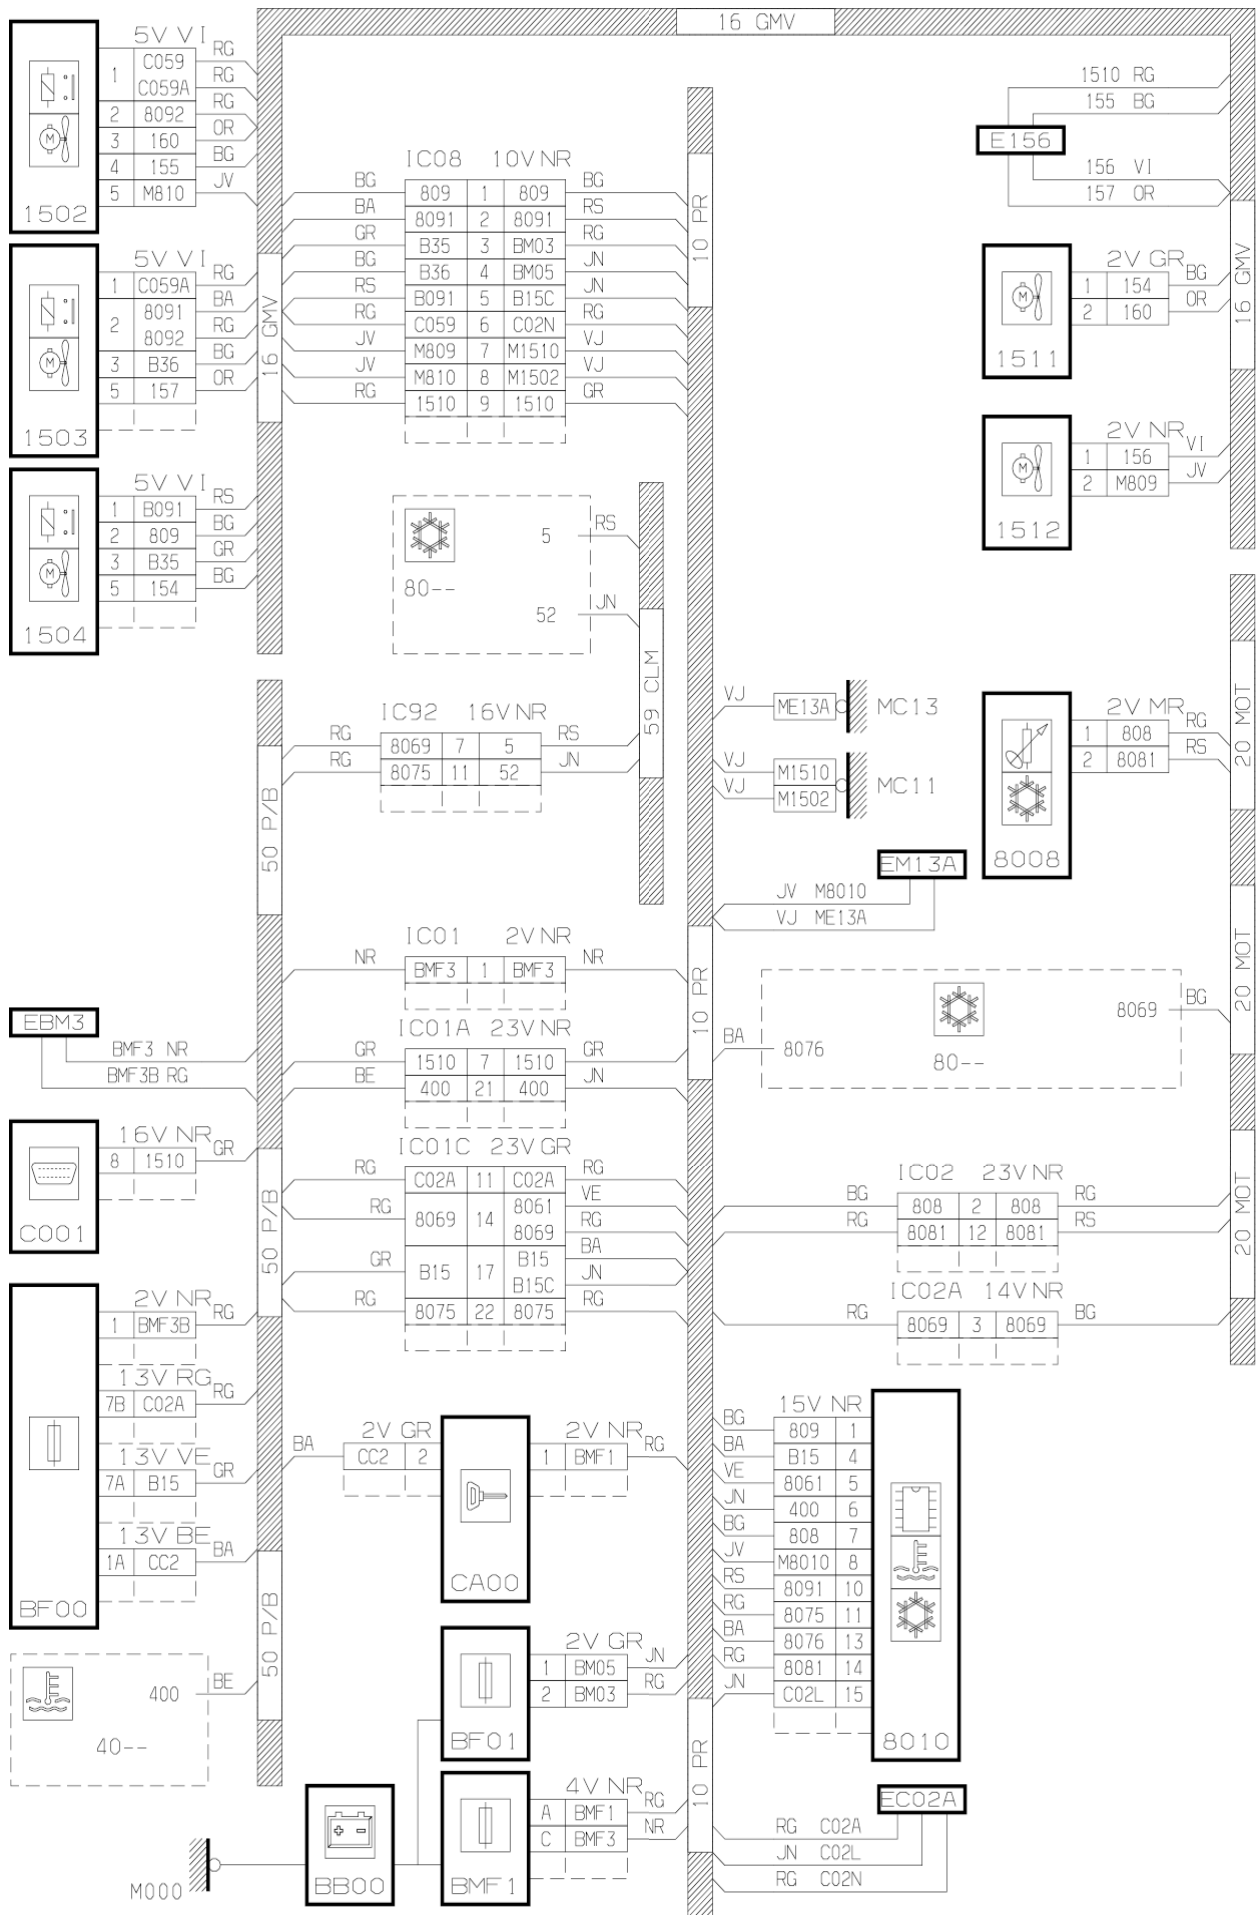 16 GMV
5V VI
1 C059 RG
C059A RG
2 8092 RG
3 160 OR
4 155 BG
5 M810 JV
1502
5V VI
1 C059A RG
2 8091 BA
8092 RG
3 B36 BG
5 157 OR
1503
5V VI
1 B091 RS
2 809 BG
3 B35 GR
5 154 BG
1504
16 GMV
IC08 10V NR
BG 809 1 809 BG
BA 8091 2 8091 RS
GR B35 3 BM03 RG
BG B36 4 BM05 JN
RS B091 5 B15C JN
RG C059 6 C02N RG
JV M809 7 M1510 VJ
JV M810 8 M1502 VJ
RG 1510 9 1510 GR
10 PR
1510 RG
155 BG
E156
156 VI
157 OR
16 GMV
2V GR
1 154 BG
2 160 OR
1511
M
2V NR
1 156 VI
2 M809 JV
1512
M
M
M
M
5 RS
80--
52 JN
59 CLM
IC92 16V NR
RG 8069 7 5 RS
RG 8075 11 52 JN
50 P/B
VJ ME13A MC13
VJ M1510
VJ M1502
MC11
2V MR
1 808 RG
2 8081 RS
8008
20 MOT
EM13A
JV M8010
VJ ME13A
IC01 2V NR
NR BMF3 1 BMF3 NR
10 PR
EBM3
BMF3 NR
BMF3B RG
IC01A 23V NR
GR 1510 7 1510 GR
BE 400 21 400 JN
8069 BG
BA 8076
80--
20 MOT
16V NR
8 1510 GR
C001
IC01C 23V GR
RG C02A 11 C02A RG
RG 8069 14 8061 VE
8069 RG
GR B15 17 B15 BA
B15C JN
RG 8075 22 8075 RG
50 P/B
IC02 23V NR
BG 808 2 808 RG
RG 8081 12 8081 RS
IC02A 14V NR
RG 8069 3 8069 BG
20 MOT
2V NR
1 BMF3B RG
13V RG
7B C02A RG
13V VE
7A B15 GR
13V BE
1A CC2 BA
BF00
2V GR
BA CC2 2
2V NR
1 BMF1 RG
CA00
15V NR
BG 809 1
BA B15 4
VE 8061 5
JN 400 6
BG 808 7
JV M8010 8
RS 8091 10
RG 8075 11
BA 8076 13
RG 8081 14
JN C02L 15
8010
50 P/B
400 BE
40--
2V GR
1 BM05 JN
2 BM03 RG
BF01
4V NR
A BMF1 RG
C BMF3 NR
BMF1
+ -
BB00
M000
10 PR
EC02A
RG C02A
JN C02L
RG C02N